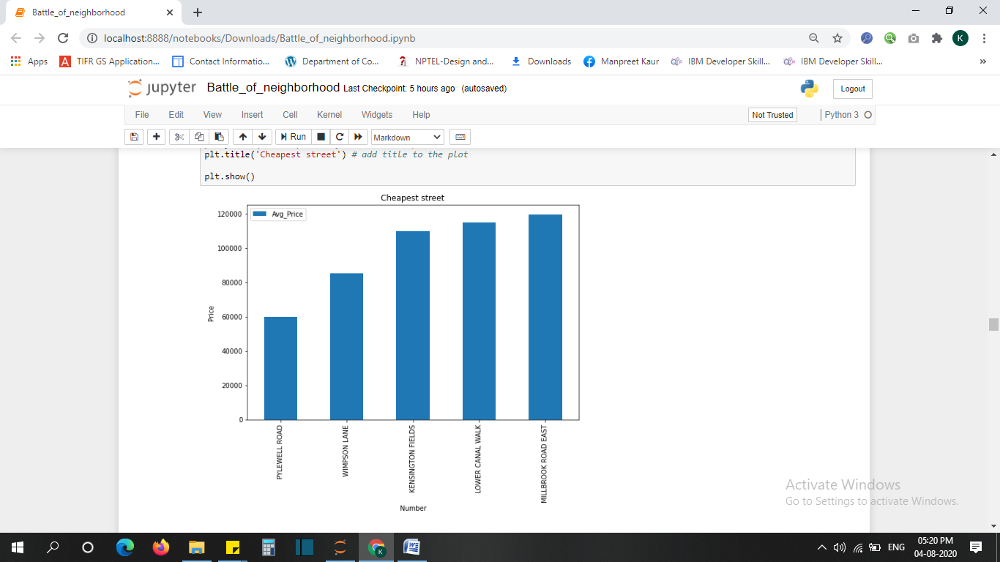 Battle_of_neighborhood
localhost:8888/notebooks/Downloads/Battle_of_neighborhood.ipynb
K
Apps
A TIFR GS Application...
Contact Informatio...
Department of Co...
NPTEL-Design and...
Downloads
Manpreet Kaur
IBM Developer Skill...
IBM Developer Skill...
jupyter Battle_of_neighborhood Last Checkpoint: 5 hours ago (autosaved)
Logout
File Edit View Insert Cell Kernel Widgets Help
Not Trusted
Python 3
Run
Markdown
plt.title('Cheapest street') # add title to the plot
plt.show()
Cheapest street
Avg_Price
120000
100000
80000
60000
40000
20000
0
Price
PYLEWELL ROAD
WIMPSON LANE
KENSINGTON FIELDS
LOWER CANAL WALK
MILLBROOK ROAD EAST
Number
Activate Windows
Go to Settings to activate Windows.
ENG
05:20 PM
04-08-2020